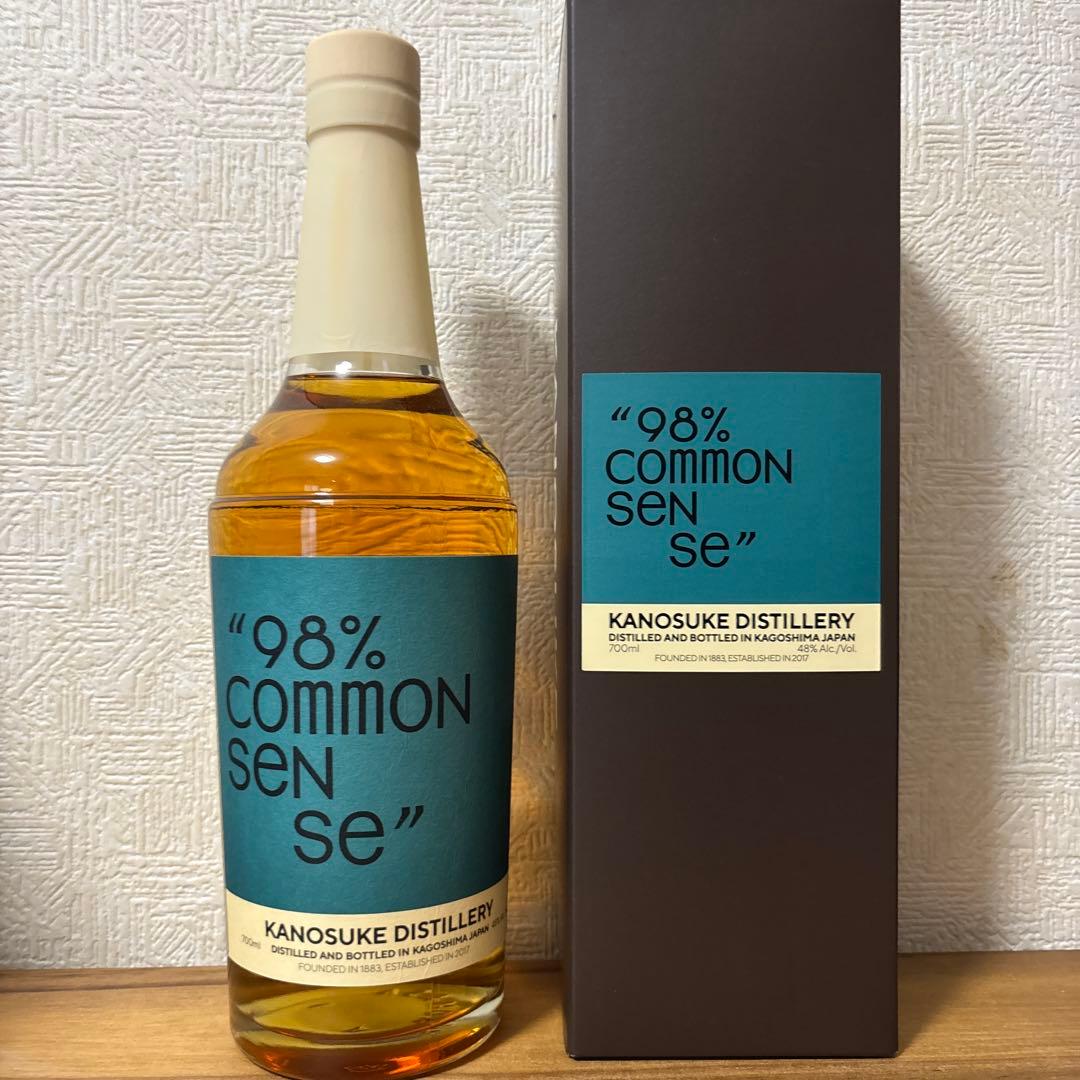 “98%
common
sen
se”
KANOSUKE DISTILLERY
700ml DISTILLED AND BOTTLED IN KAGOSHIMA JAPAN
FOUNDED IN 1883, ESTABLISHED IN 2017
“98%
common
sen
se”
KANOSUKE DISTILLERY
DISTILLED AND BOTTLED IN KAGOSHIMA JAPAN
700ml 48% Alc./Vol.
FOUNDED IN 1883, ESTABLISHED IN 2017